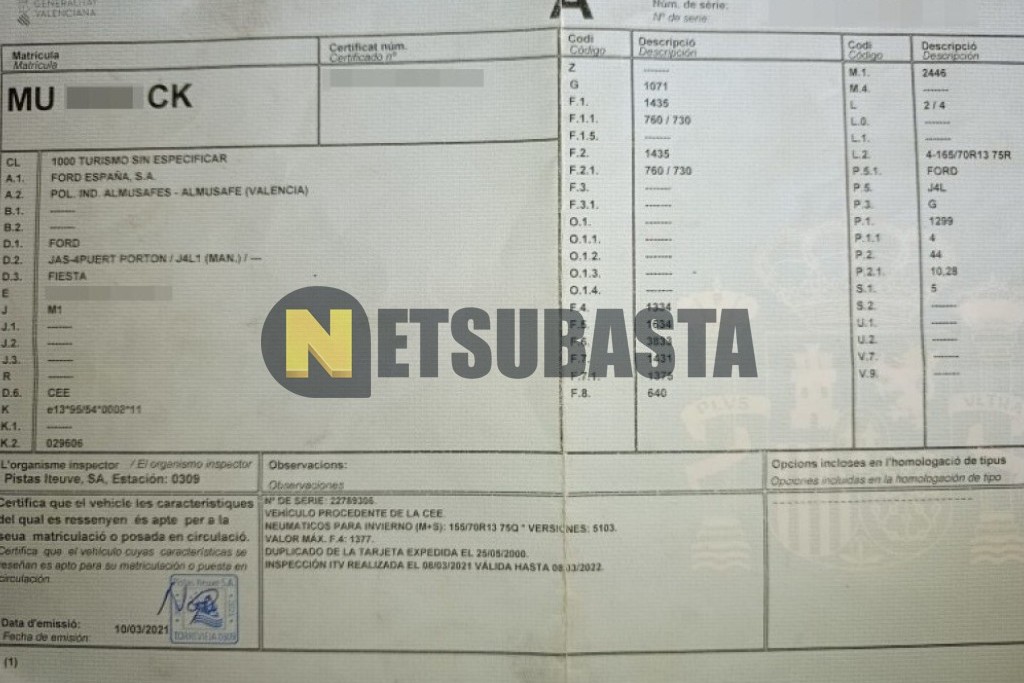 GENERALITAT
VALENCIANA
A
Núm. de série:
Nº de serie:
Matrícula
Matrícula
MU CK
Certificat núm.
Certificado nº
CL 1000 TURISMO SIN ESPECIFICAR
A.1. FORD ESPAÑA, S.A.
A.2. POL. IND. ALMUSAFES - ALMUSAFE (VALENCIA)
B.1. -------
B.2. -------
D.1. FORD
D.2. JAS-4PUERT PORTON / J4L1 (MAN.) / ---
D.3. FIESTA
E
J M1
J.1. -------
J.2. -------
J.3. -------
R -------
D.6. CEE
K e13*95/54*0002*11
K.1. -------
K.2. 029606
Codi Descripció
Código Descripción
Z -------
G 1071
F.1. 1435
F.1.1. 760 / 730
F.1.5. -------
F.2. 1435
F.2.1. 760 / 730
F.3. -------
F.3.1. -------
O.1. -------
O.1.1. -------
O.1.2. -------
O.1.3. -------
O.1.4. -------
F.4. 1334
F.5. 1634
F.6. 3833
F.7. 1431
F.7.1. 1375
F.8. 640
Codi Descripció
Código Descripción
M.1. 2446
M.4. -------
L 2 / 4
L.0. -------
L.1. -------
L.2. 4-165/70R13 75R
P.5.1. FORD
P.5. J4L
P.3. G
P.1. 1299
P.1.1 4
P.2. 44
P.2.1. 10,28
S.1. 5
S.2. -------
U.1. -------
U.2. -------
V.7. -------
V.9. -------
NETSUBASTA
PLVS
VLTRA
L'organisme inspector / El organismo inspector
Pistas Iteuve, SA, Estación: 0309
Certifica que el vehicle les característiques
del qual es ressenyen és apte per a la
seua matriculació o posada en circulació.
Certifica que el vehículo cuyas características se
reseñan es apto para su matriculación o puesta en
circulación.
Pistas Iteuve S.A.
TORREVIEJA
Data d'emissió:
Fecha de emisión: 10/03/2021
Observacions:
Observaciones
Nº DE SERIE: 22789306.
VEHÍCULO PROCEDENTE DE LA CEE.
NEUMATICOS PARA INVIERNO (M+S): 155/70R13 75Q * VERSIONES: 5103.
VALOR MÁX. F.4: 1377.
DUPLICADO DE LA TARJETA EXPEDIDA EL 25/05/2000.
INSPECCIÓN ITV REALIZADA EL 08/03/2021 VÁLIDA HASTA 08/03/2022.
Opcions incloses en l'homologació de tipus
Opciones incluidas en la homologación de tipo
(1)